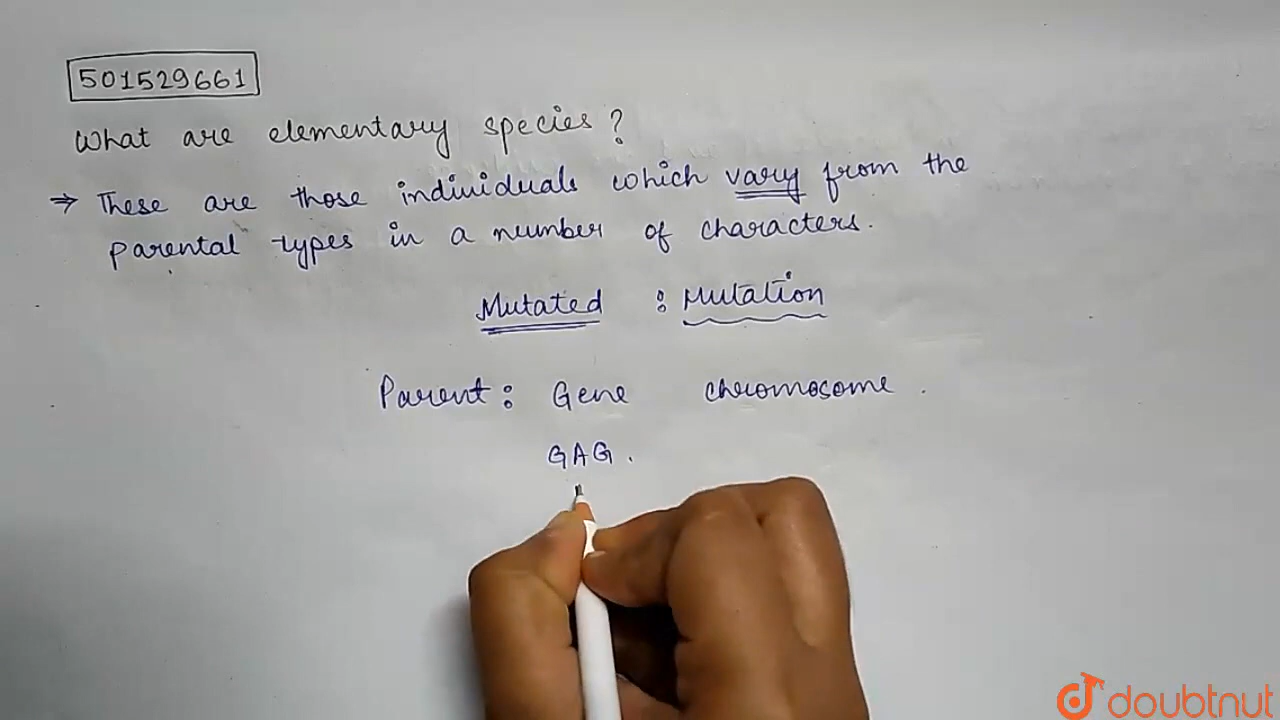 501529661
What are elementary species?
⇒ These are those individuals which vary from the
parental types in a number of characters.
Mutated : Mutation
Parent : Gene chromosome.
GAG.
doubtnut